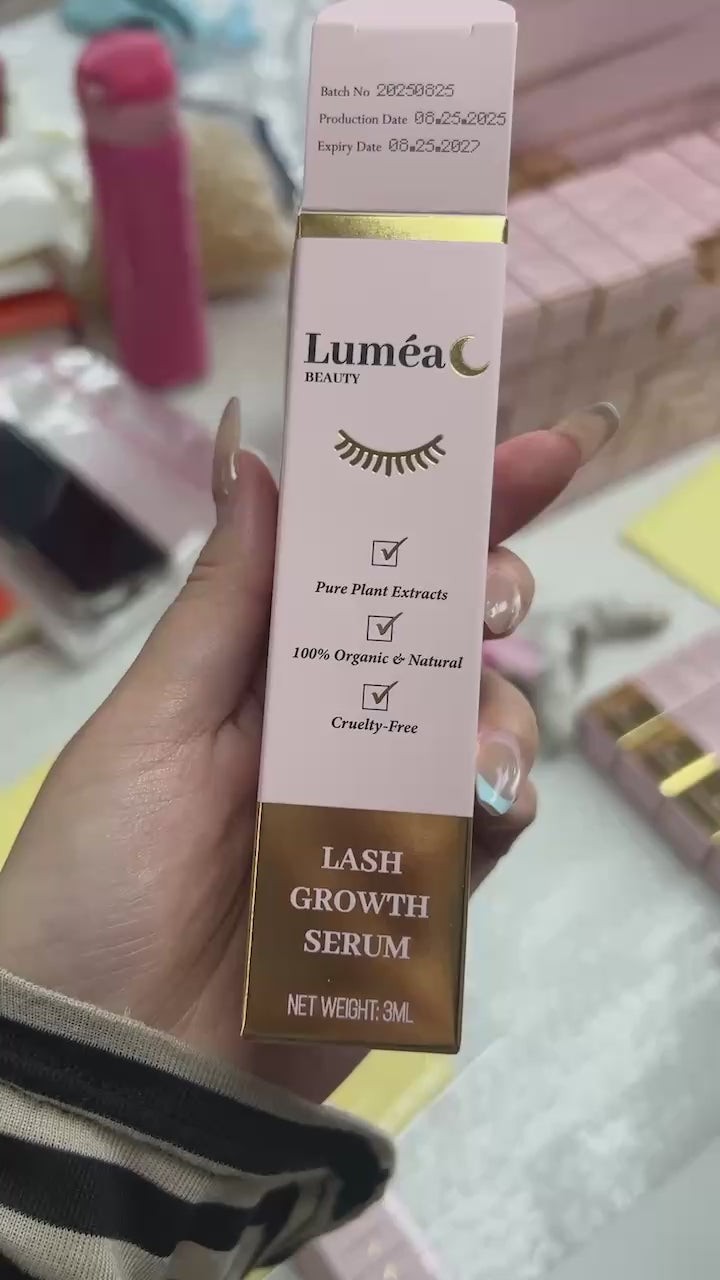 Batch No 20250825
Production Date 08.25.2025
Expiry Date 08.25.2027
Luméa
BEAUTY
Pure Plant Extracts
100% Organic & Natural
Cruelty-Free
LASH
GROWTH
SERUM
NET WEIGHT: 3ML